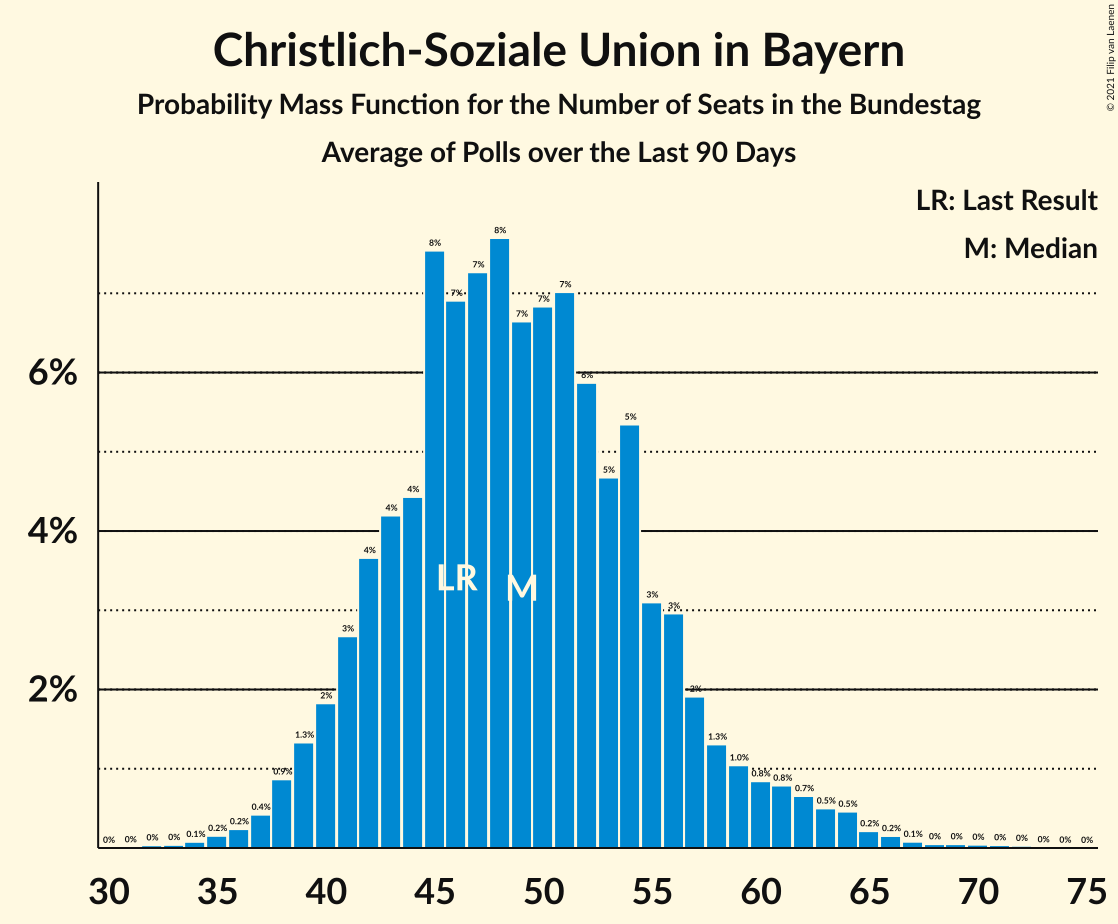 Christlich-Soziale Union in Bayern
Probability Mass Function for the Number of Seats in the Bundestag
Average of Polls over the Last 90 Days
© 2021 Filip van Laenen
LR: Last Result
M: Median
6%
4%
2%
0% 0% 0% 0% 0.1% 0.2% 0.2% 0.4% 0.9% 1.3% 2% 3% 4% 4% 4% 8% 7% 7% 8% 7% 7% 7% 6% 5% 5% 3% 3% 2% 1.3% 1.0% 0.8% 0.8% 0.7% 0.5% 0.5% 0.2% 0.2% 0.1% 0% 0% 0% 0% 0% 0% 0% 0%
LR M
30 35 40 45 50 55 60 65 70 75